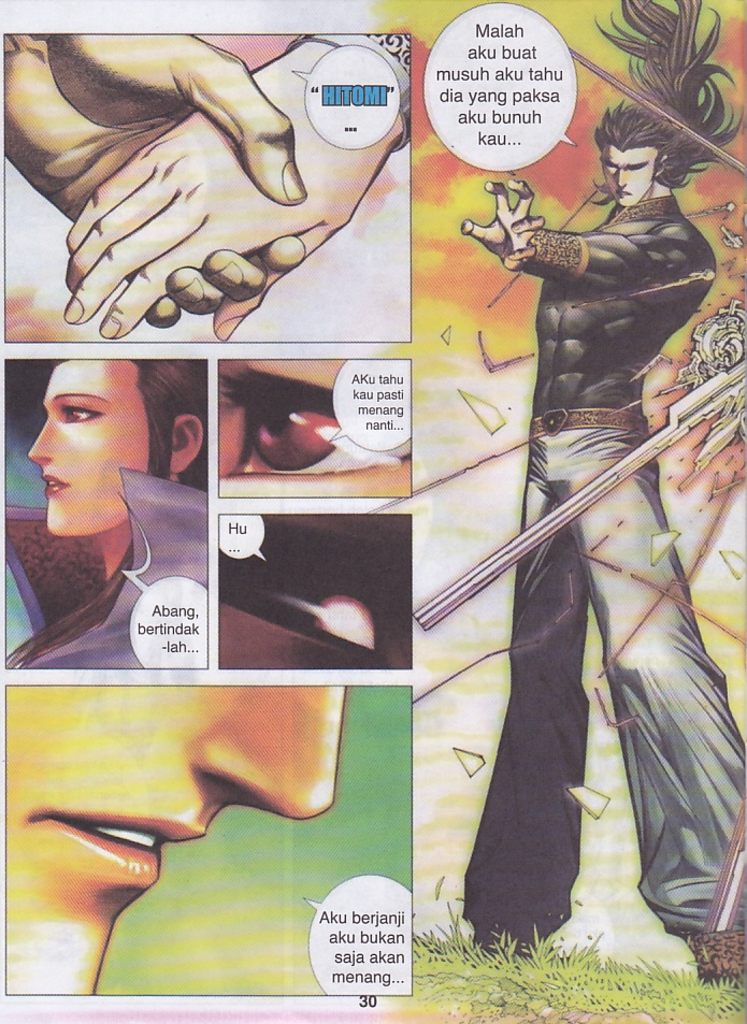 “ HITOMI”
...
Abang,
bertindak
-lah...
AKu tahu
kau pasti
menang
nanti...
Hu
...
Aku berjanji
aku bukan
saja akan
menang...
Malah
aku buat
musuh aku tahu
dia yang paksa
aku bunuh
kau...
30